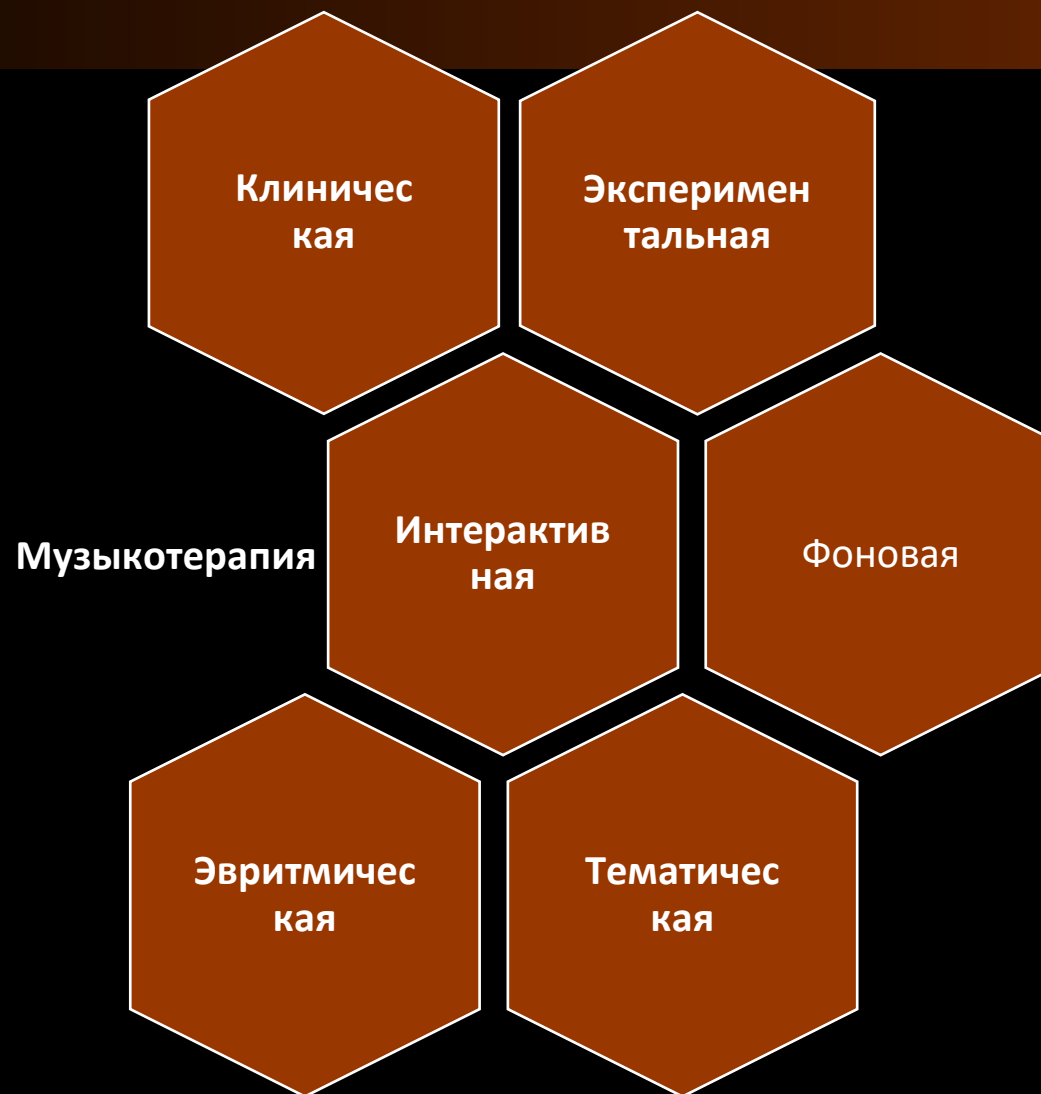 Клиничес
кая
Эксперимен
тальная
Музыкотерапия
Интерактив
ная
Фоновая
Эвритмичес
кая
Тематичес
кая